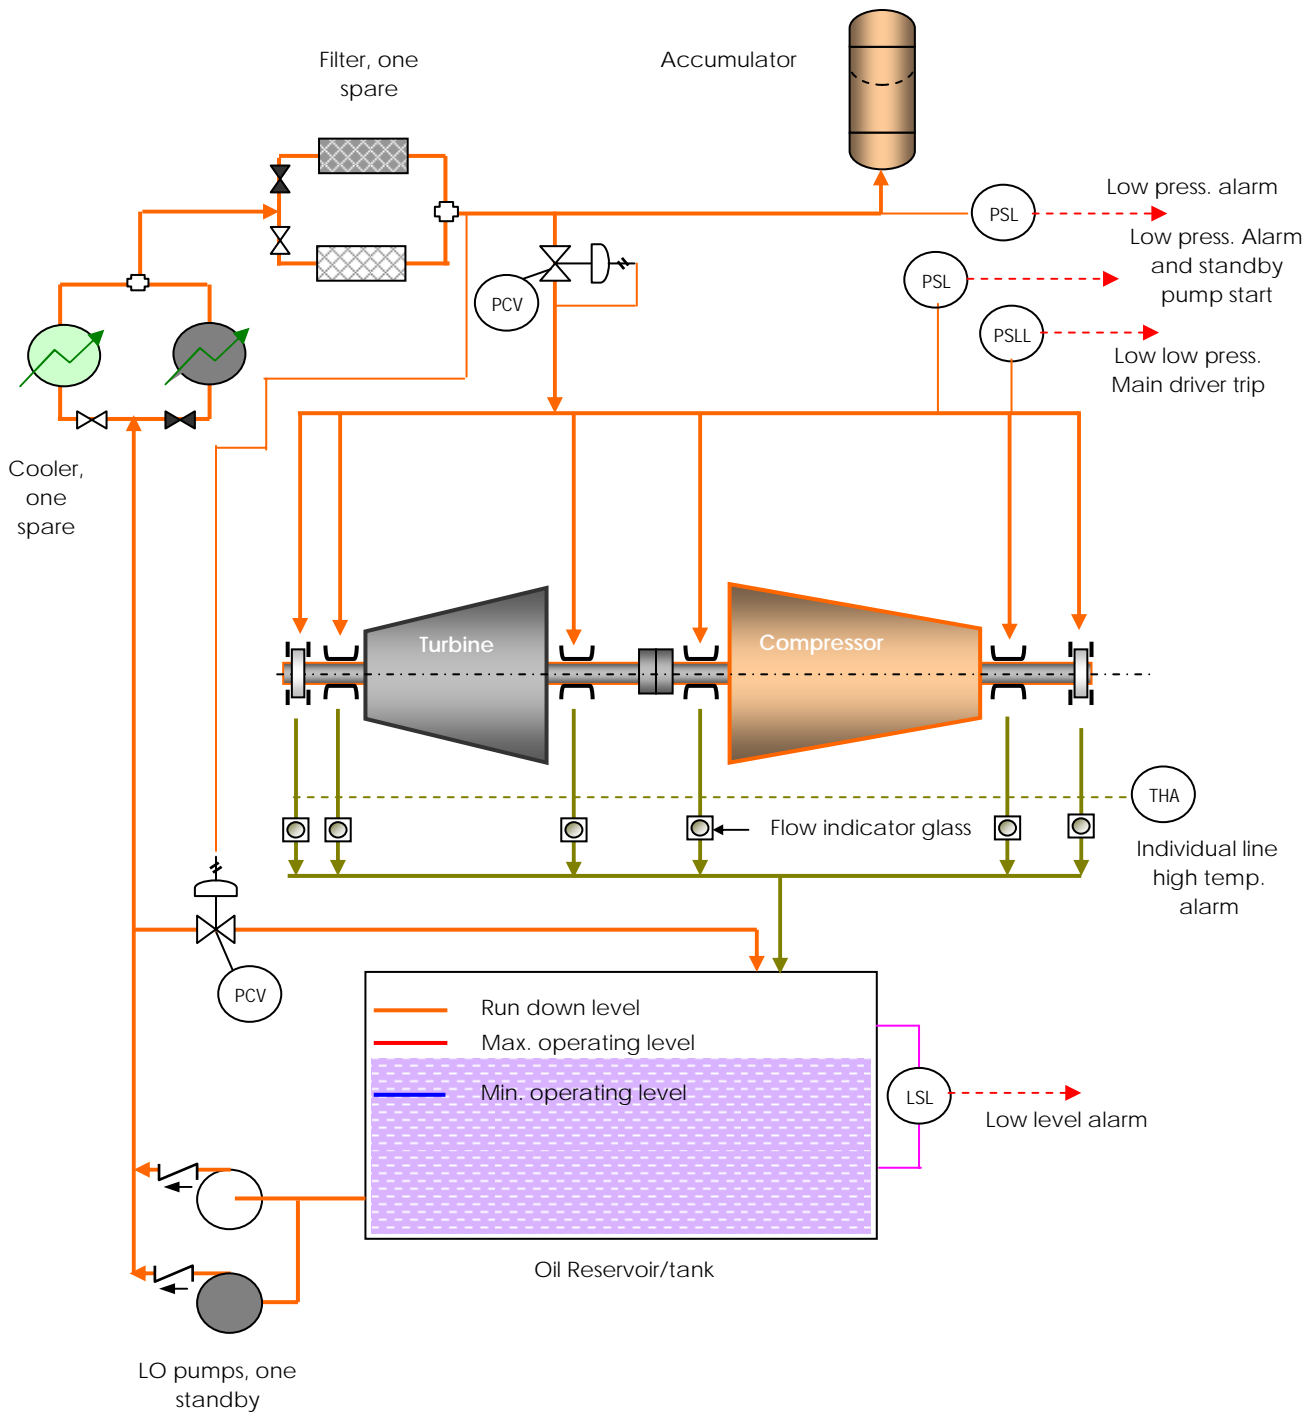 Filter, one
spare
Accumulator
PSL
Low press. alarm
Low press. Alarm
and standby
pump start
PSL
PCV
PSLL
Low low press.
Main driver trip
Cooler,
one
spare
Turbine
Compressor
THA
Flow indicator glass
Individual line
high temp.
alarm
PCV
Run down level
Max. operating level
Min. operating level
LSL
Low level alarm
Oil Reservoir/tank
LO pumps, one
standby